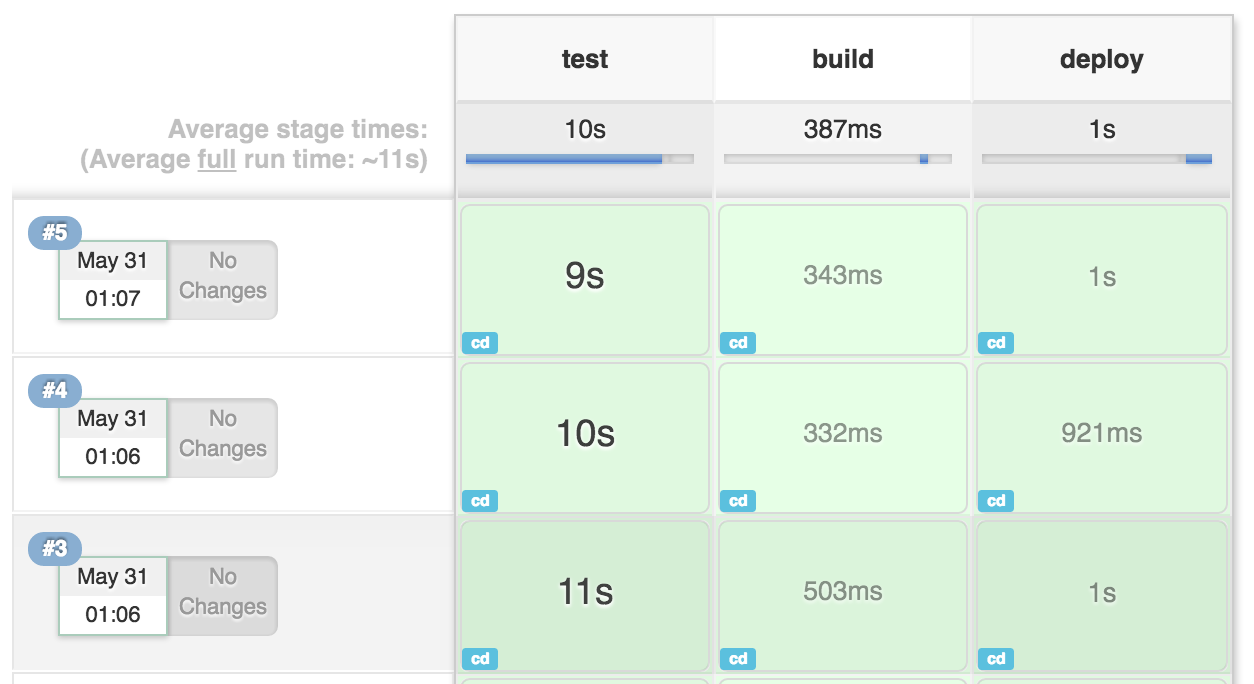 test build deploy
Average stage times:
(Average full run time: ~11s)
10s 387ms 1s
#5
May 31
01:07
No
Changes
9s 343ms 1s
cd cd cd
#4
May 31
01:06
No
Changes
10s 332ms 921ms
cd cd cd
#3
May 31
01:06
No
Changes
11s 503ms 1s
cd cd cd